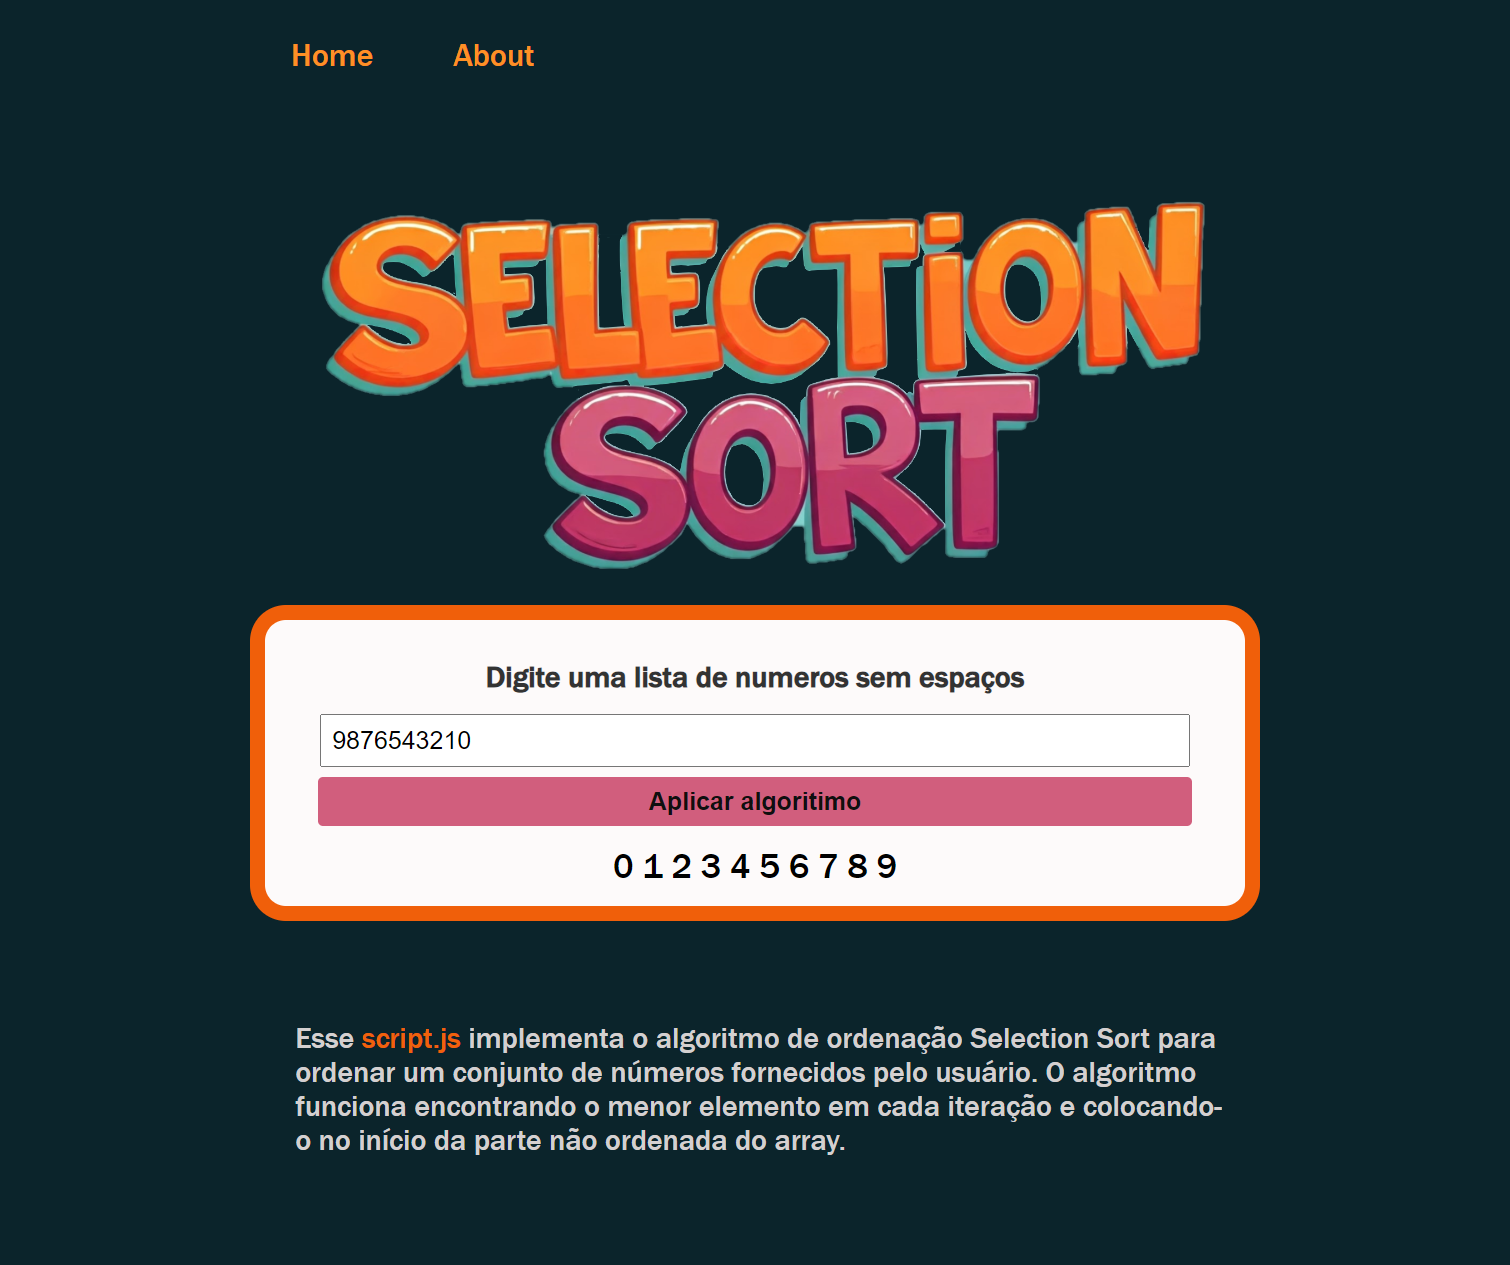 Home About
SELECTiON
SORT
Digite uma lista de numeros sem espaços
9876543210
Aplicar algoritimo
0 1 2 3 4 5 6 7 8 9
Esse script.js implementa o algoritmo de ordenação Selection Sort para
ordenar um conjunto de números fornecidos pelo usuário. O algoritmo
funciona encontrando o menor elemento em cada iteração e colocando-
o no início da parte não ordenada do array.